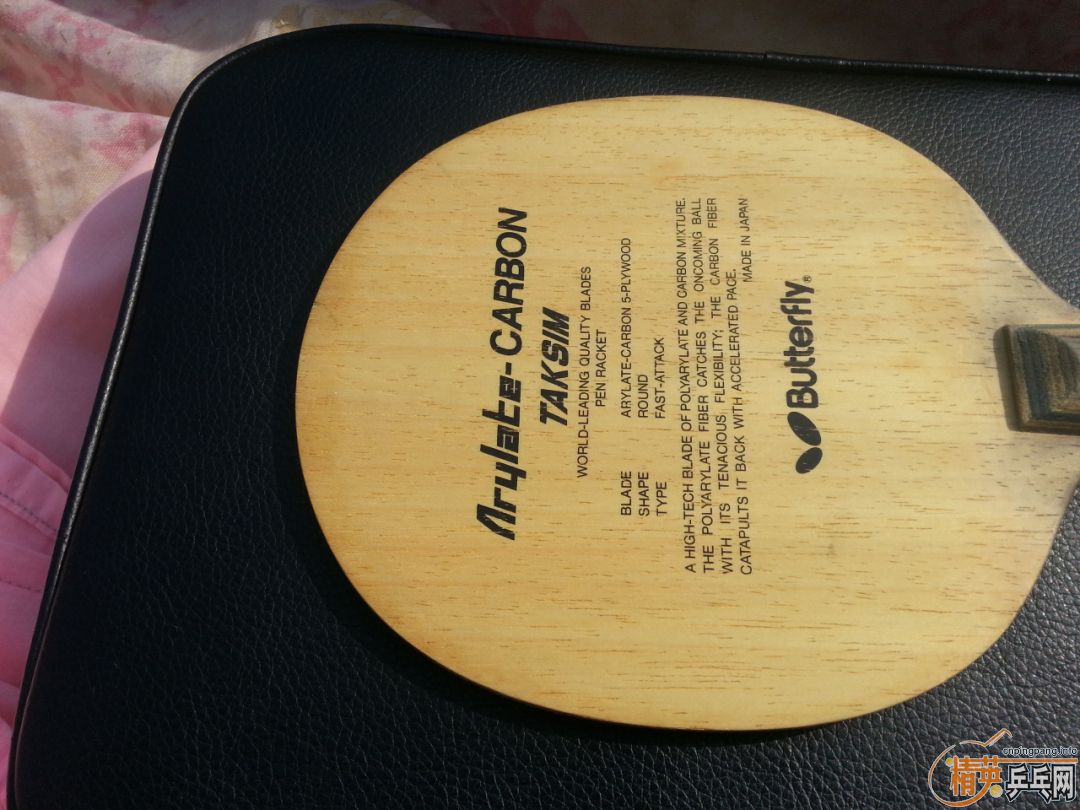 Arylate-CARBON
TAKSIM
WORLD-LEADING QUALITY BLADES
PEN RACKET
BLADE ARYLATE-CARBON 5-PLYWOOD
SHAPE ROUND
TYPE FAST-ATTACK
A HIGH-TECH BLADE OF POLYARYLATE AND CARBON MIXTURE.
THE POLYARYLATE FIBER CATCHES THE ONCOMING BALL
WITH ITS TENACIOUS FLEXIBILITY; THE CARBON FIBER
CATAPULTS IT BACK WITH ACCELERATED PACE.
MADE IN JAPAN
Butterfly®
cnpingpang.info
精英乒乓网